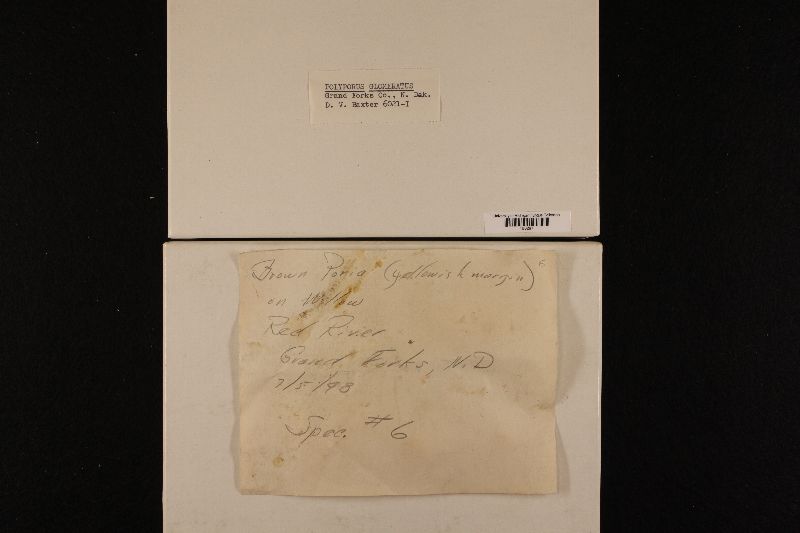 POLYPORUS GLOMERATUS
Grand Forks Co., N. Dak.
D. V. Baxter 6021-I
Brown Poria (yellowish margin)
on Willow
Red River
Grand Forks, N.D
7/5/48
Spec. #6